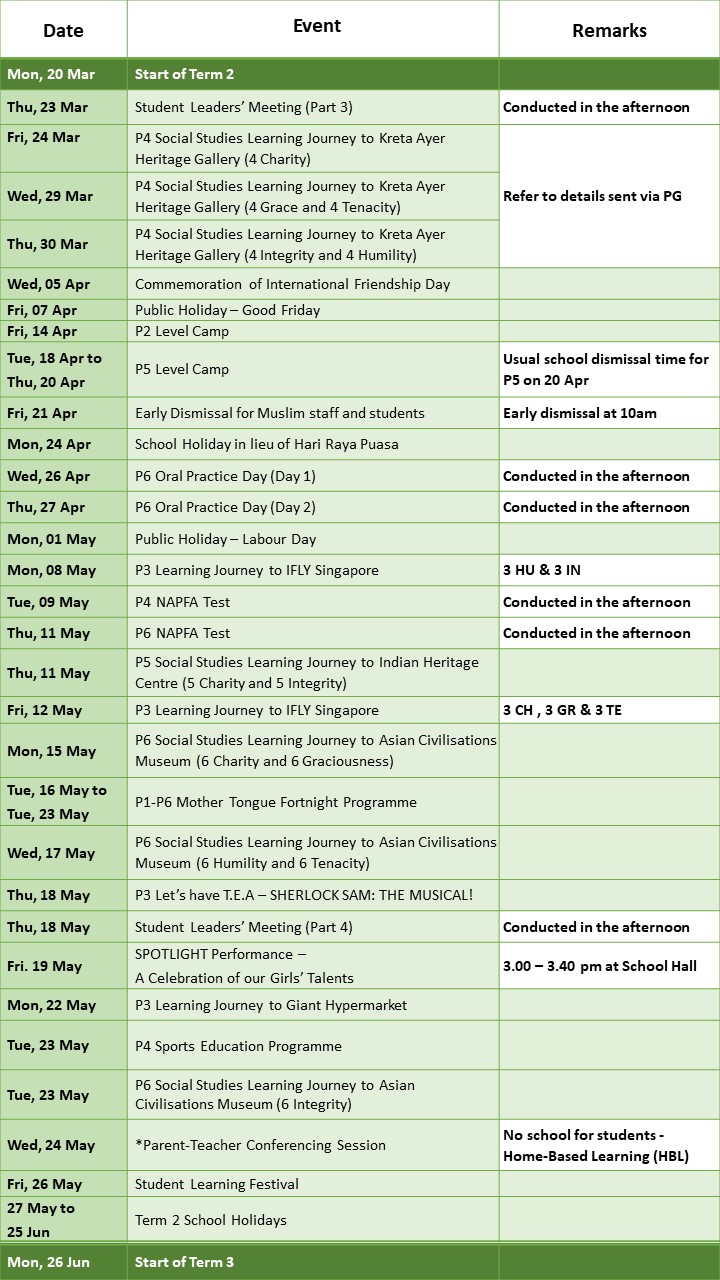 Date Event Remarks
Mon, 20 Mar Start of Term 2
Thu, 23 Mar Student Leaders' Meeting (Part 3) Conducted in the afternoon
Fri, 24 Mar P4 Social Studies Learning Journey to Kreta Ayer
Heritage Gallery (4 Charity)
Wed, 29 Mar P4 Social Studies Learning Journey to Kreta Ayer
Heritage Gallery (4 Grace and 4 Tenacity)
Refer to details sent via PG
Thu, 30 Mar P4 Social Studies Learning Journey to Kreta Ayer
Heritage Gallery (4 Integrity and 4 Humility)
Wed, 05 Apr Commemoration of International Friendship Day
Fri, 07 Apr Public Holiday – Good Friday
Fri, 14 Apr P2 Level Camp
Tue, 18 Apr to
Thu, 20 Apr
P5 Level Camp
Usual school dismissal time for
P5 on 20 Apr
Fri, 21 Apr Early Dismissal for Muslim staff and students Early dismissal at 10am
Mon, 24 Apr School Holiday in lieu of Hari Raya Puasa
Wed, 26 Apr P6 Oral Practice Day (Day 1) Conducted in the afternoon
Thu, 27 Apr P6 Oral Practice Day (Day 2) Conducted in the afternoon
Mon, 01 May Public Holiday – Labour Day
Mon, 08 May P3 Learning Journey to IFLY Singapore 3 HU & 3 IN
Tue, 09 May P4 NAPFA Test Conducted in the afternoon
Thu, 11 May P6 NAPFA Test Conducted in the afternoon
Thu, 11 May P5 Social Studies Learning Journey to Indian Heritage
Centre (5 Charity and 5 Integrity)
Fri, 12 May P3 Learning Journey to IFLY Singapore 3 CH , 3 GR & 3 TE
Mon, 15 May P6 Social Studies Learning Journey to Asian Civilisations
Museum (6 Charity and 6 Graciousness)
Tue, 16 May to
Tue, 23 May
P1-P6 Mother Tongue Fortnight Programme
Wed, 17 May P6 Social Studies Learning Journey to Asian Civilisations
Museum (6 Humility and 6 Tenacity)
Thu, 18 May P3 Let's have T.E.A – SHERLOCK SAM: THE MUSICAL!
Thu, 18 May Student Leaders' Meeting (Part 4) Conducted in the afternoon
Fri. 19 May SPOTLIGHT Performance –
A Celebration of our Girls' Talents
3.00 – 3.40 pm at School Hall
Mon, 22 May P3 Learning Journey to Giant Hypermarket
Tue, 23 May P4 Sports Education Programme
Tue, 23 May P6 Social Studies Learning Journey to Asian
Civilisations Museum (6 Integrity)
Wed, 24 May *Parent-Teacher Conferencing Session
No school for students -
Home-Based Learning (HBL)
Fri, 26 May Student Learning Festival
27 May to
25 Jun
Term 2 School Holidays
Mon, 26 Jun Start of Term 3